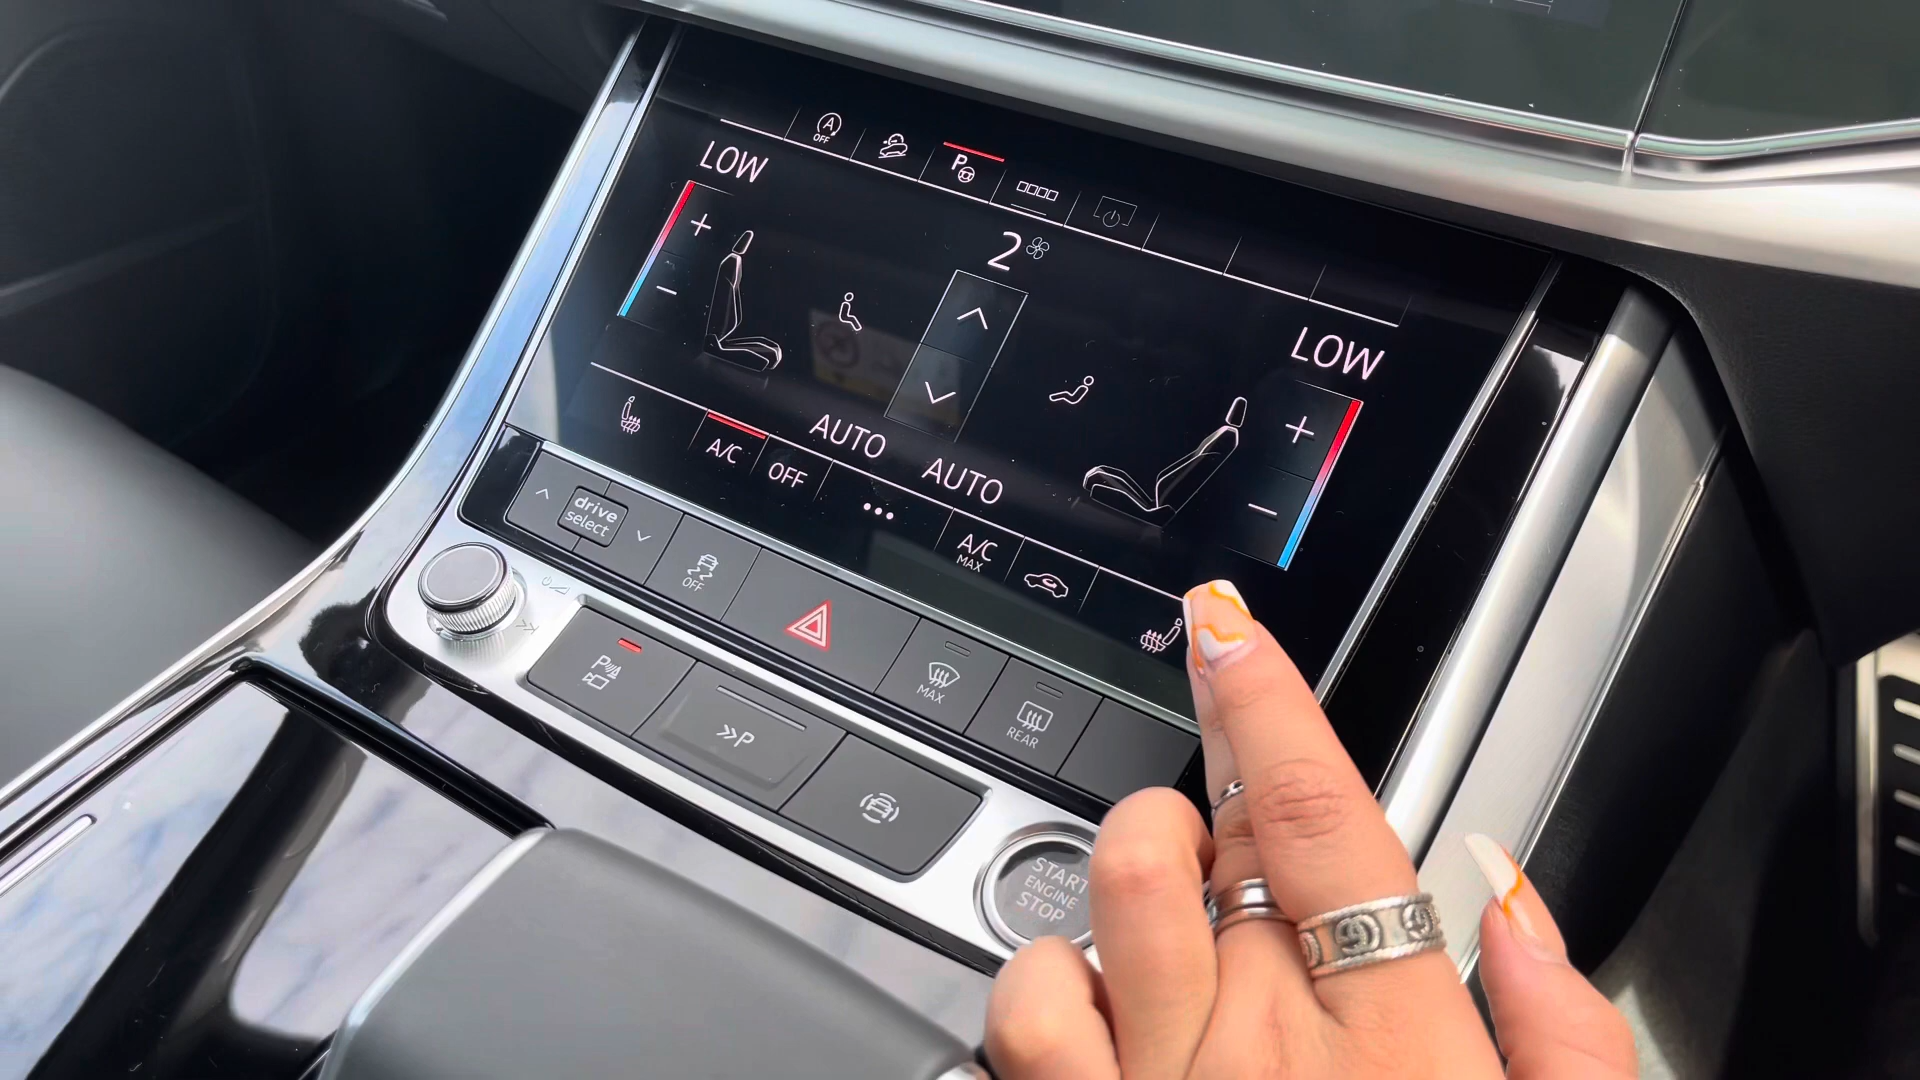 A
OFF
P
LOW
2
LOW
AUTO
A/C
OFF
AUTO
A/C
MAX
drive
select
OFF
MAX
REAR
P
>>P
START
ENGINE
STOP